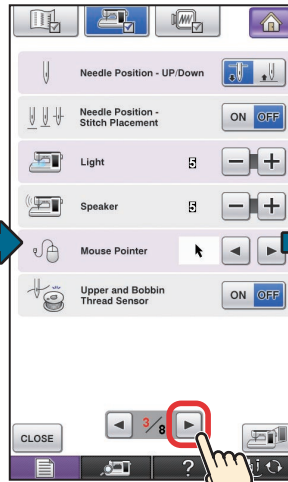 Needle Position - UP/Down
Needle Position -
Stitch Placement
ON OFF
Light
5
Speaker
5
Mouse Pointer
Upper and Bobbin
Thread Sensor
ON OFF
3/8
CLOSE
?